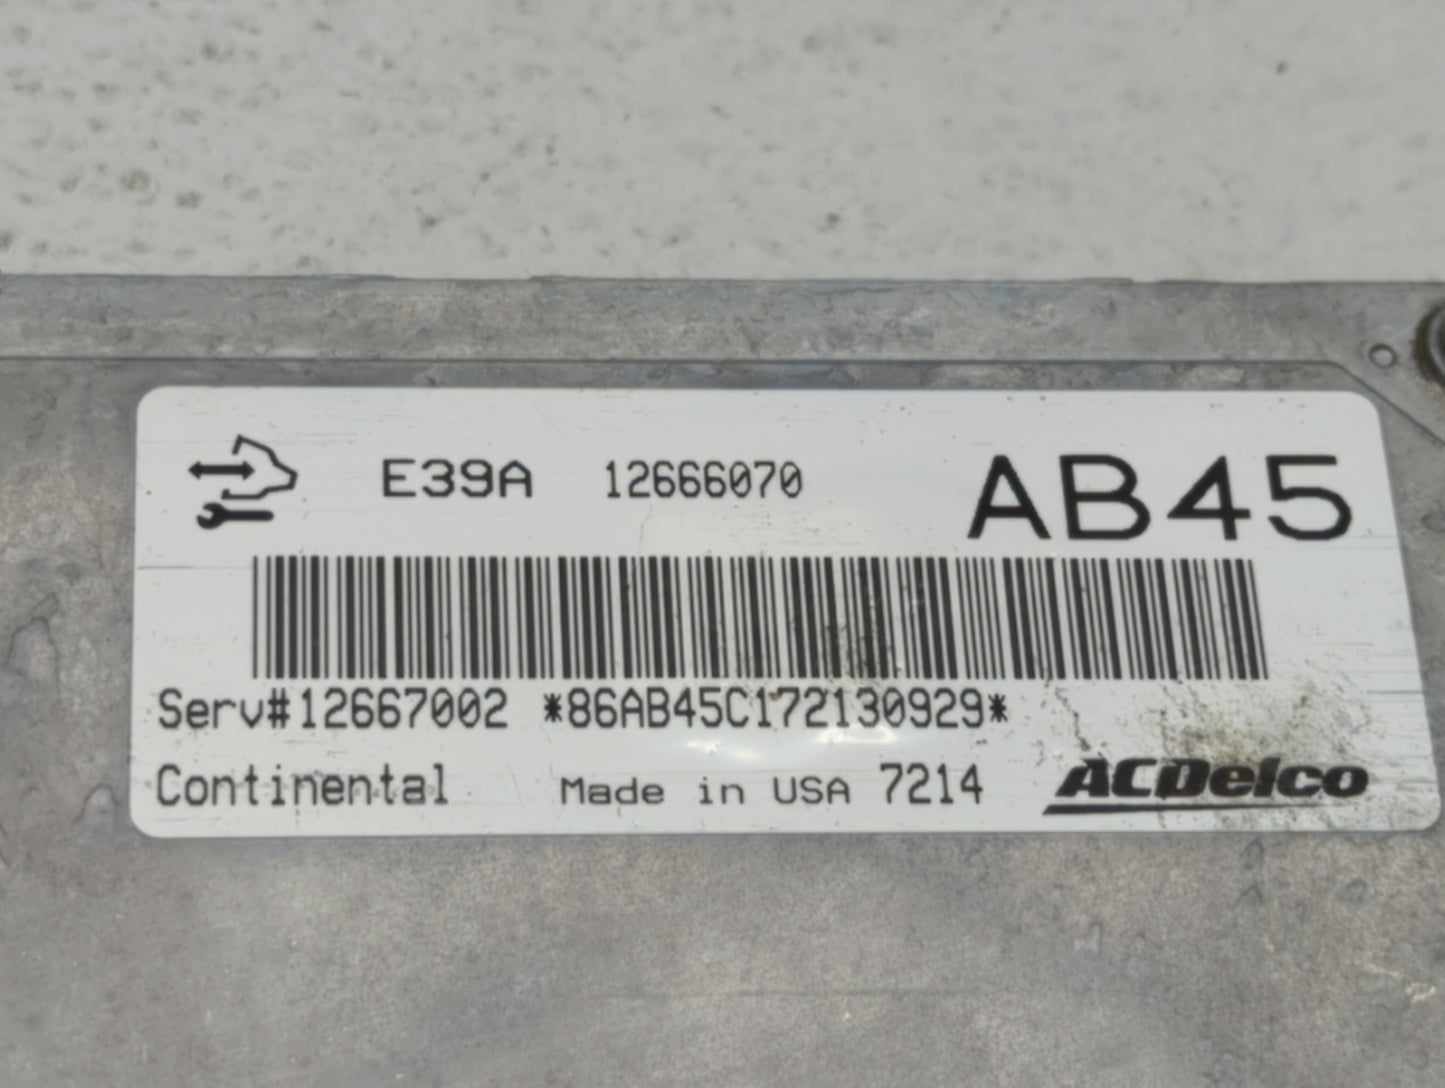 E39A 12666070 AB45
Serv#12667002 *86AB45C172130929*
Continental Made in USA 7214 ACDelco